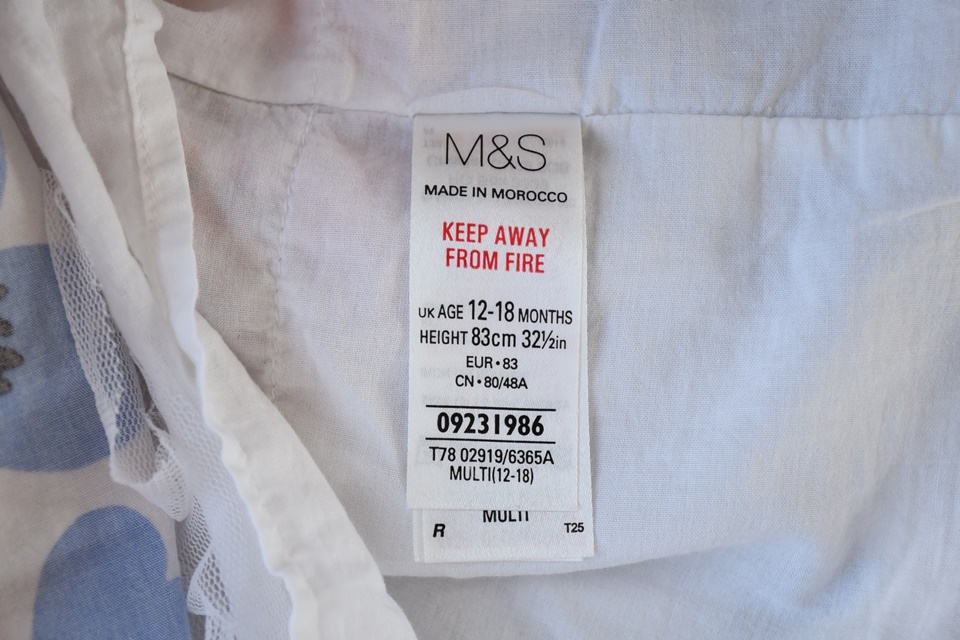 M&S
MADE IN MOROCCO
KEEP AWAY
FROM FIRE
UK AGE 12-18 MONTHS
HEIGHT 83cm 32½in
EUR•83
CN•80/48A
09231986
T78 02919/6365A
MULTI(12-18)
MULTI
R T25